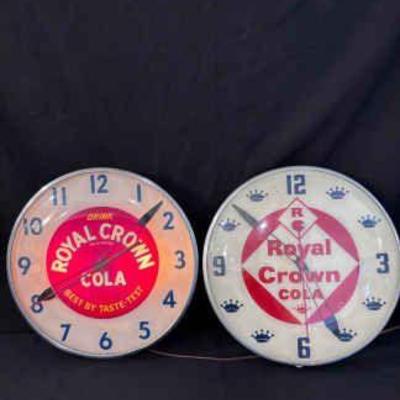 12
1
2
3
4
5
6
7
8
9
10
11
DRINK
ROYAL CROWN
COLA
BEST BY TASTE-TEST
12
3
6
9
R
C
Royal
Crown
COLA